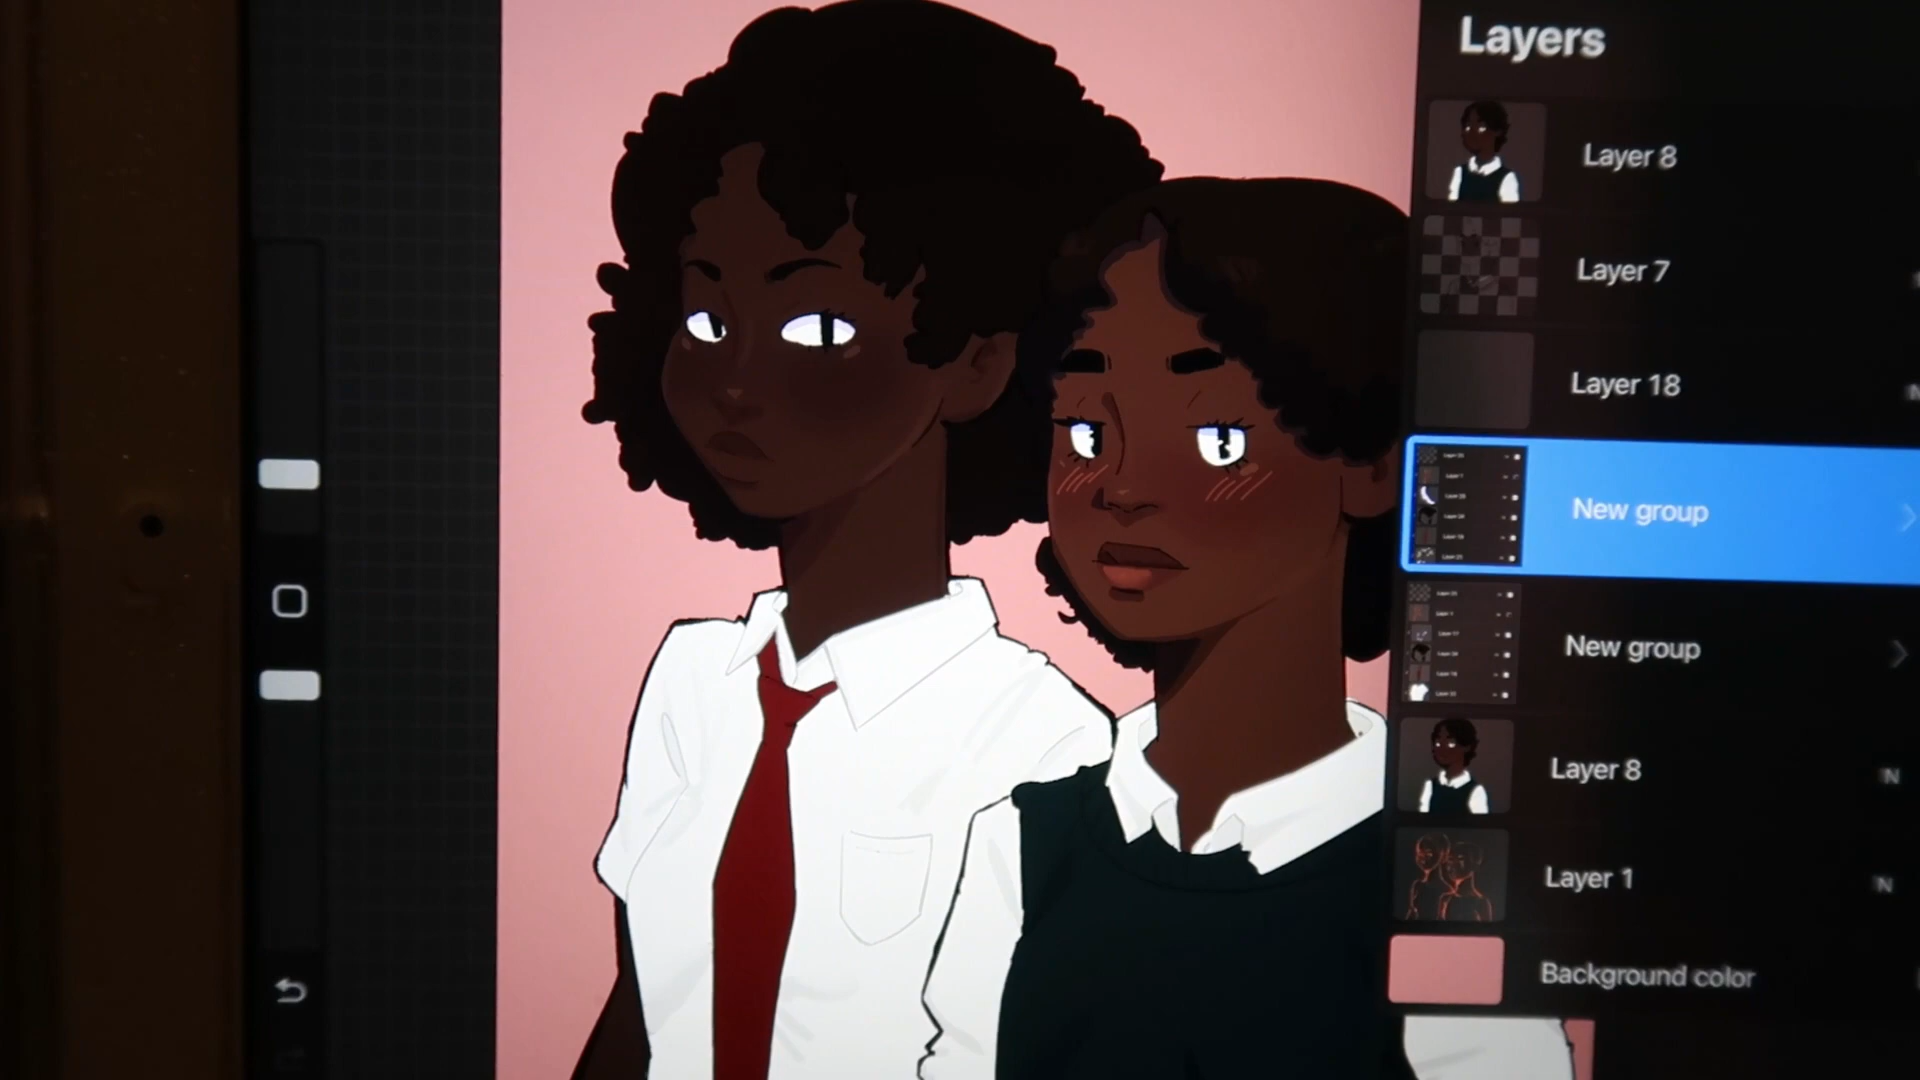 Layers
Layer 8
Layer 7
Layer 18
N
New group
New group
Layer 8
N
Layer 1
N
Background color